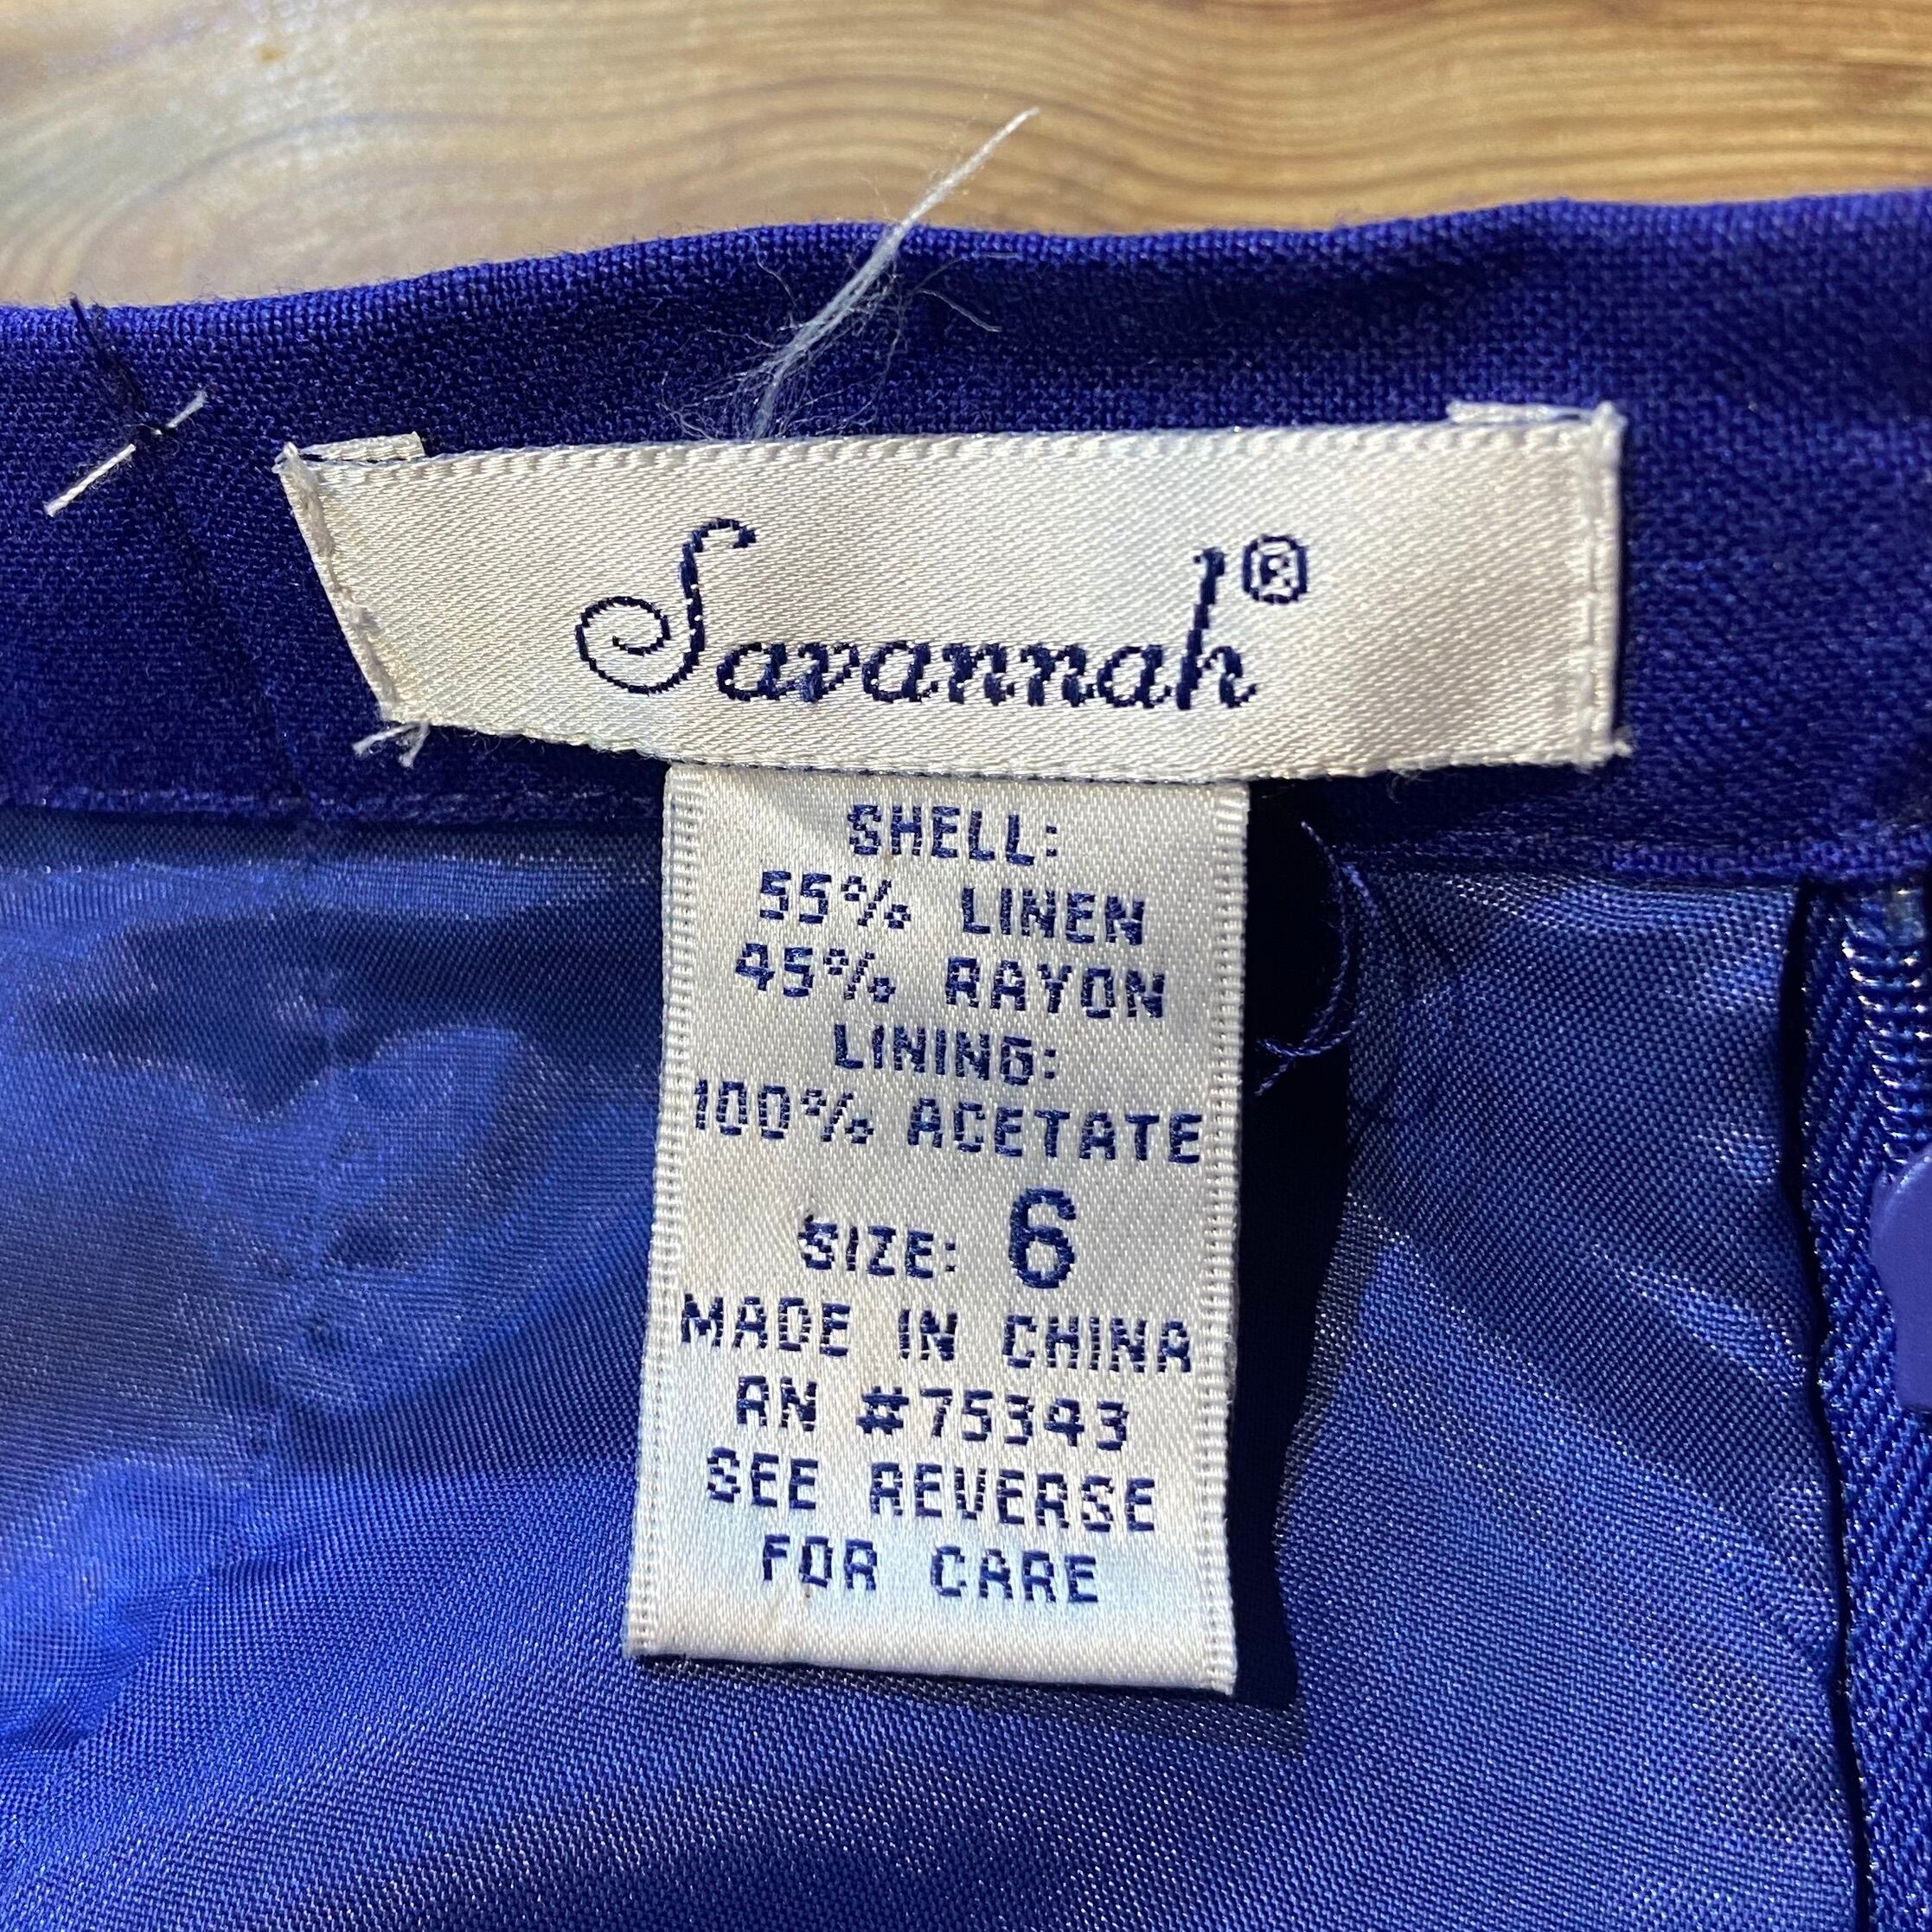 Savannah®
SHELL:
55% LINEN
45% RAYON
LINING:
100% ACETATE
SIZE: 6
MADE IN CHINA
RN #75343
SEE REVERSE
FOR CARE